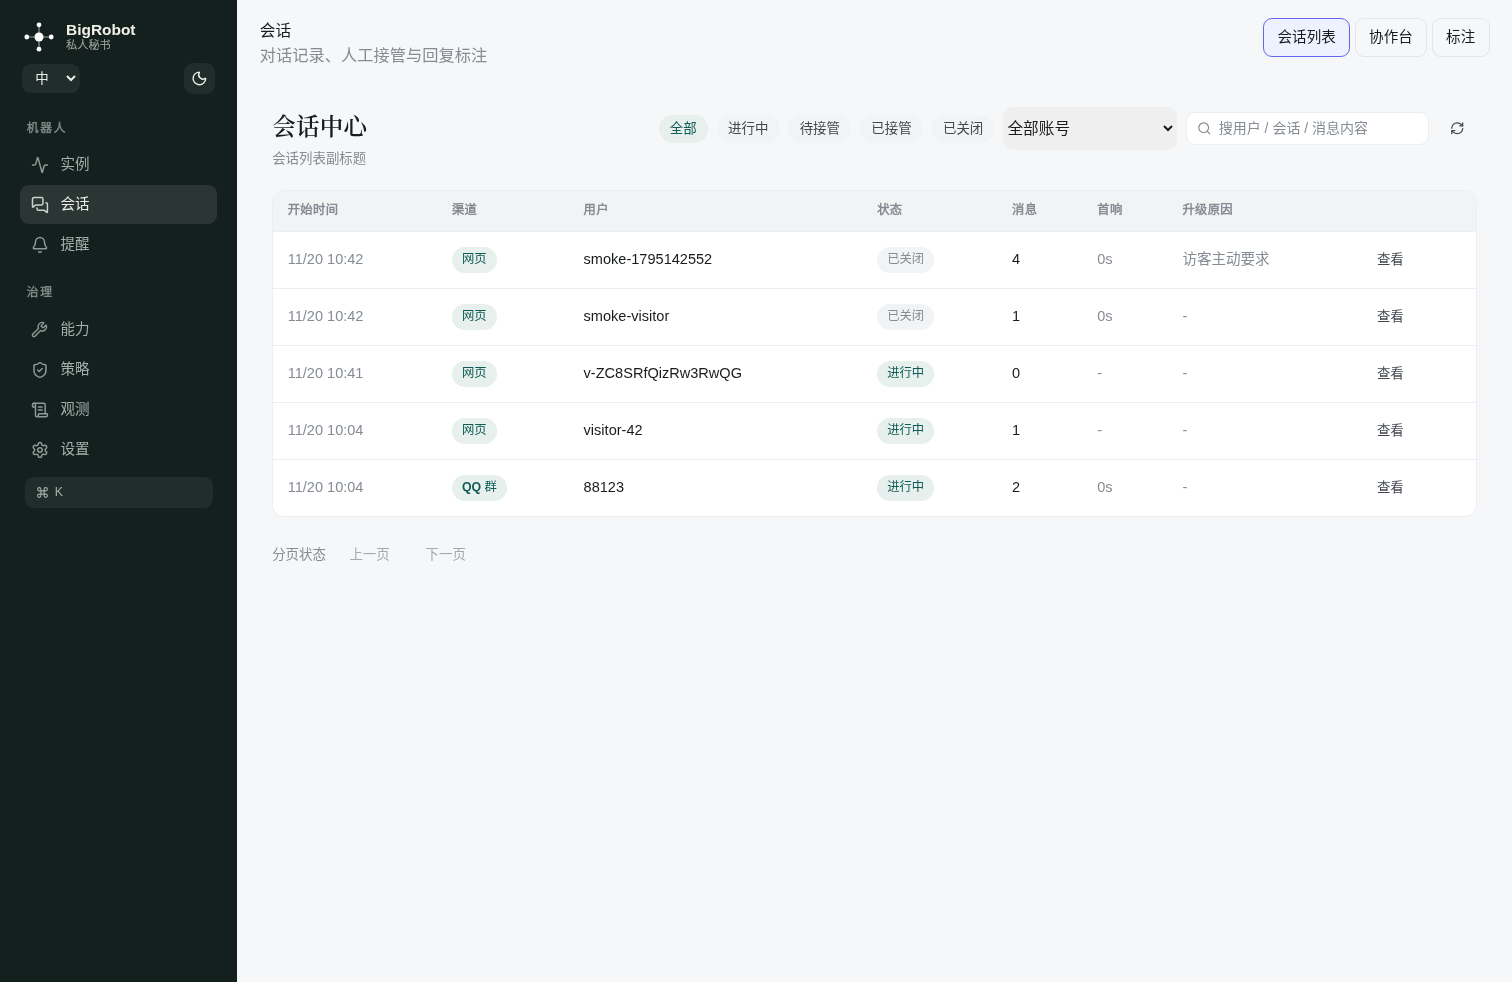 BigRobot
私人秘书
中
机器人
实例
会话
提醒
治理
能力
策略
观测
设置
⌘ K
会话
对话记录、人工接管与回复标注
会话列表 协作台 标注
会话中心
会话列表副标题
全部 进行中 待接管 已接管 已关闭 全部账号 搜用户 / 会话 / 消息内容
开始时间 渠道 用户 状态 消息 首响 升级原因
11/20 10:42 网页 smoke-1795142552 已关闭 4 0s 访客主动要求 查看
11/20 10:42 网页 smoke-visitor 已关闭 1 0s - 查看
11/20 10:41 网页 v-ZC8SRfQizRw3RwQG 进行中 0 - - 查看
11/20 10:04 网页 visitor-42 进行中 1 - - 查看
11/20 10:04 QQ 群 88123 进行中 2 0s - 查看
分页状态 上一页 下一页